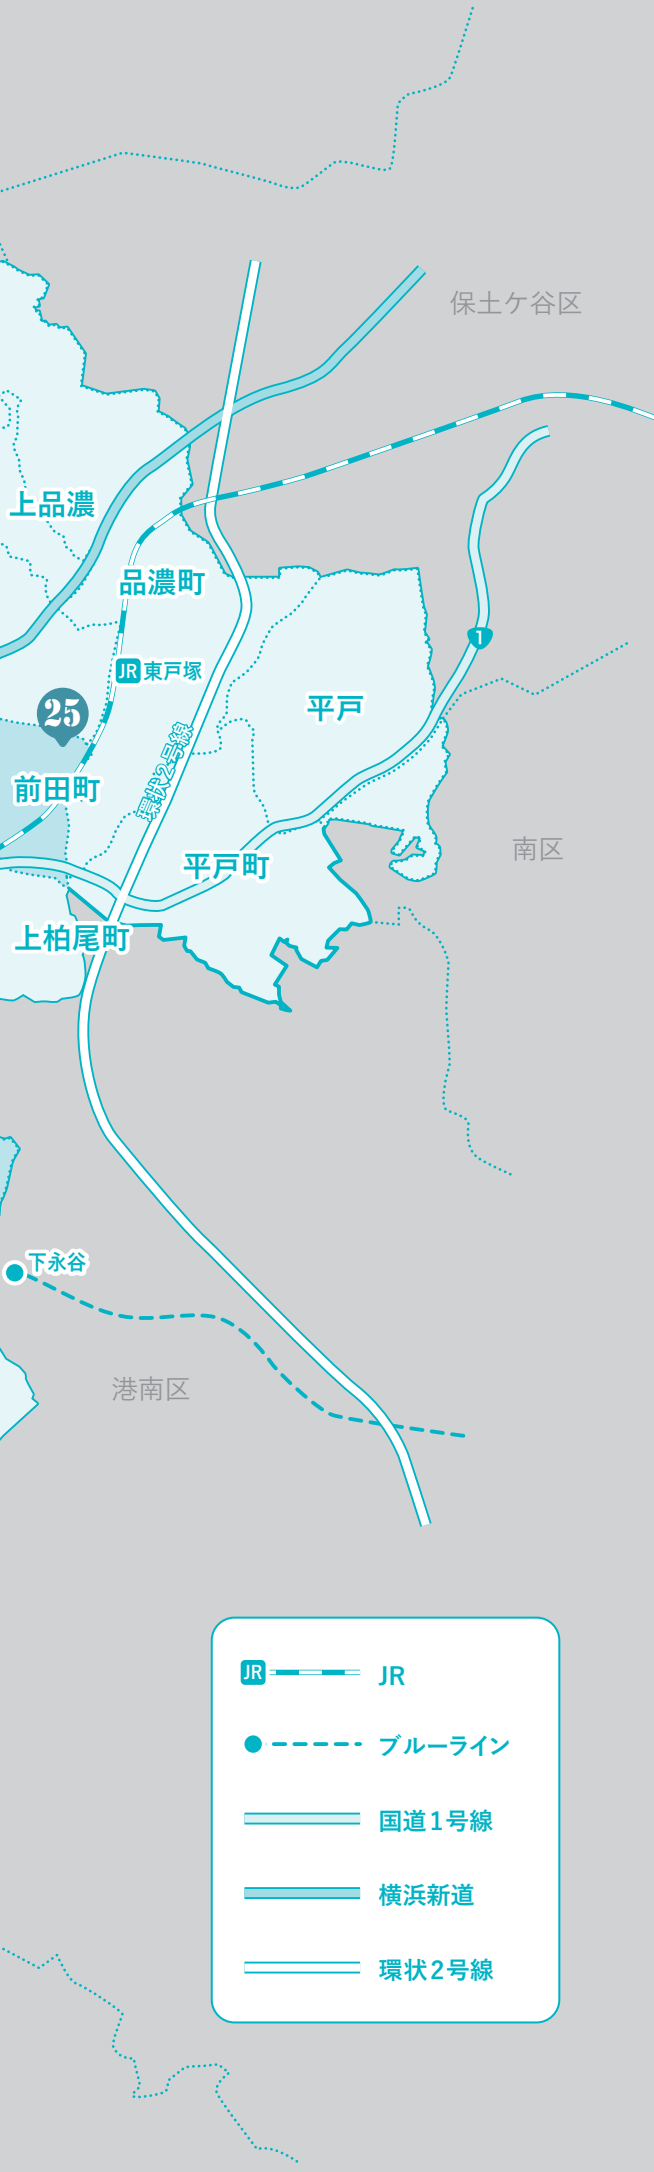 保土ケ谷区
上品濃
品濃町
JR 東戸塚
1
25
平戸
環状2号線
前田町
南区
平戸町
上柏尾町
下永谷
港南区
JR JR
ブルーライン
国道1号線
横浜新道
環状2号線